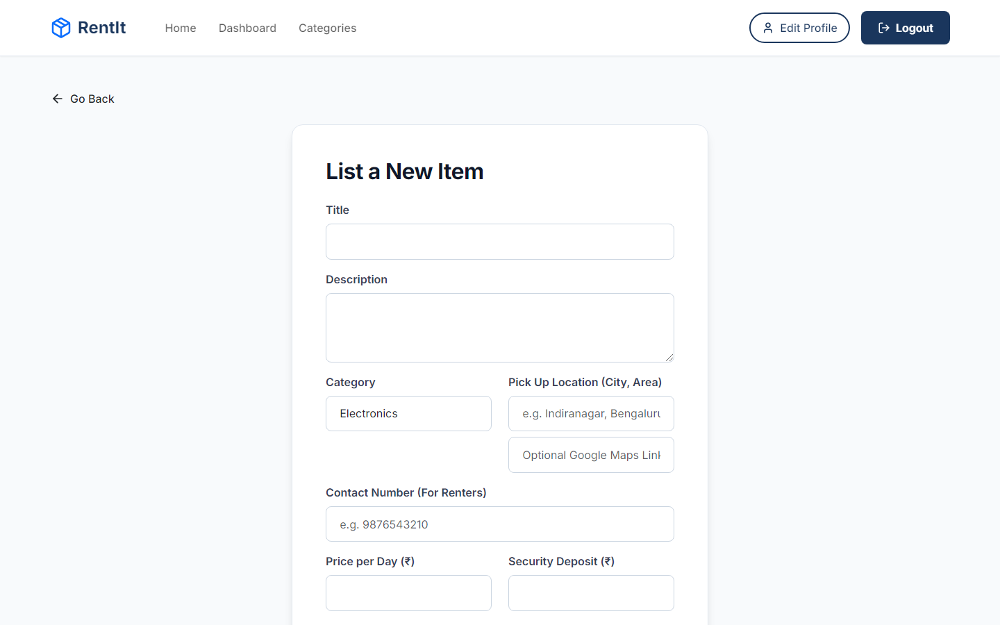 RentIt
Home
Dashboard
Categories
Edit Profile
Logout
Go Back
List a New Item
Title
Description
Category
Pick Up Location (City, Area)
Electronics
e.g. Indiranagar, Bengaluru
Optional Google Maps Link
Contact Number (For Renters)
e.g. 9876543210
Price per Day (₹)
Security Deposit (₹)